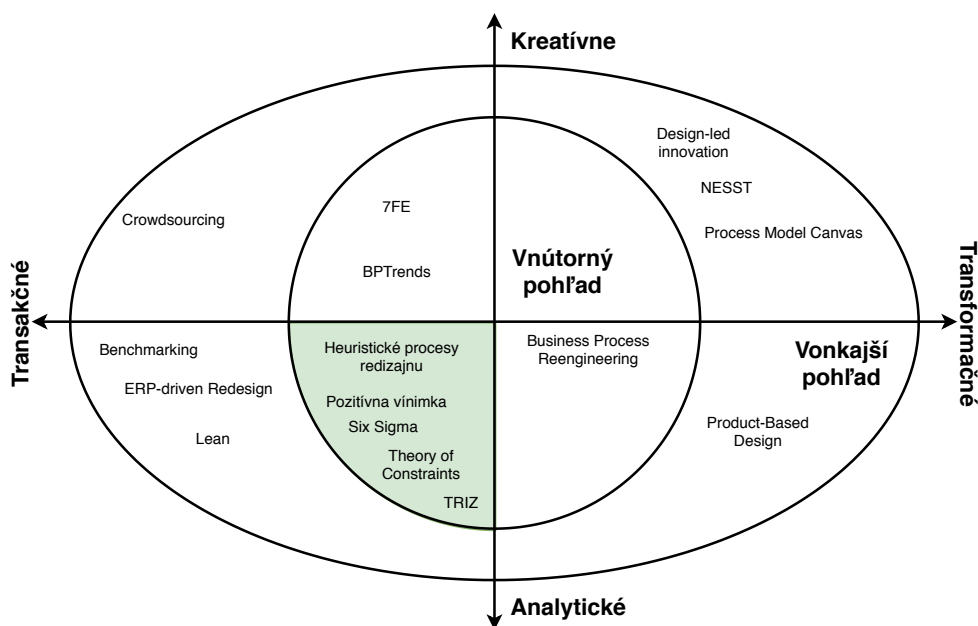 Kreatívne
Design-led
innovation
NESST
Process Model Canvas
Crowdsourcing
7FE
BPTrends
Vnútorný
pohľad
Transakčné
Transformačné
Benchmarking
ERP-driven Redesign
Lean
Heuristické procesy
redizajnu
Pozitívna vínimka
Six Sigma
Theory of
Constraints
TRIZ
Business Process
Reengineering
Vonkajší
pohľad
Product-Based
Design
Analytické